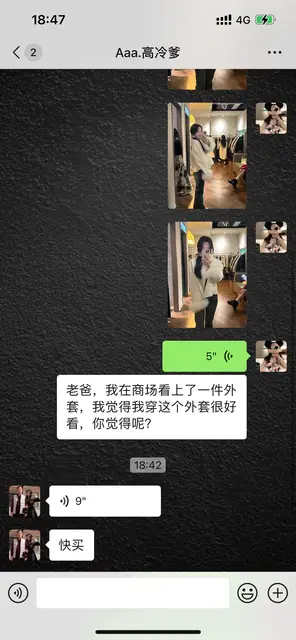 18:47
4G
2
Aaa.高冷爹
5"
老爸，我在商场看上了一件外
套，我觉得我穿这个外套很好
看，你觉得呢？
18:42
9"
快买